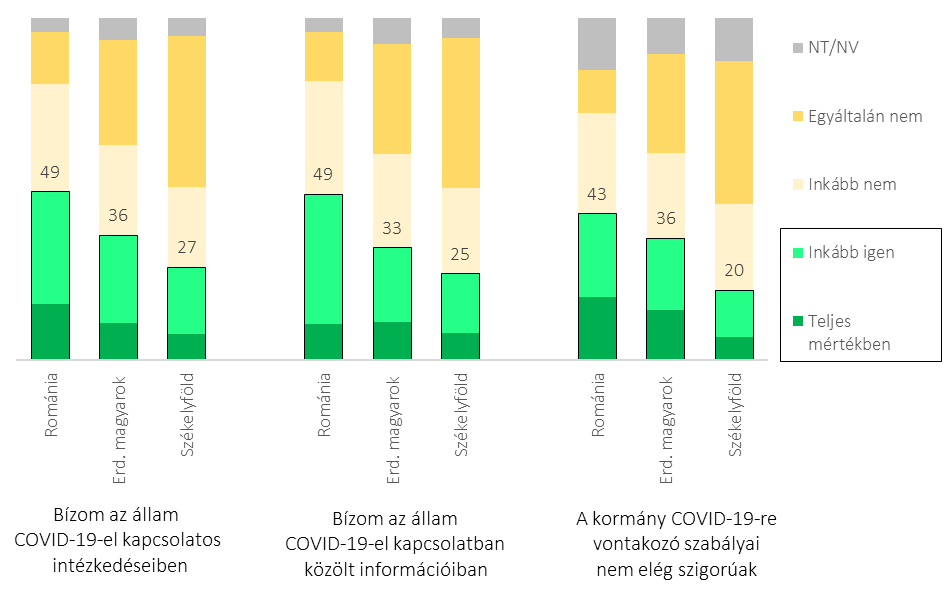 49
36
27
49
33
25
43
36
20
NT/NV
Egyáltalán nem
Inkább nem
Inkább igen
Teljes
mértékben
Románia
Erd. magyarok
Székelyföld
Románia
Erd. magyarok
Székelyföld
Románia
Erd. magyarok
Székelyföld
Bízom az állam
COVID-19-el kapcsolatos
intézkedéseiben
Bízom az állam
COVID-19-el kapcsolatban
közölt információiban
A kormány COVID-19-re
vontakozó szabályai
nem elég szigorúak